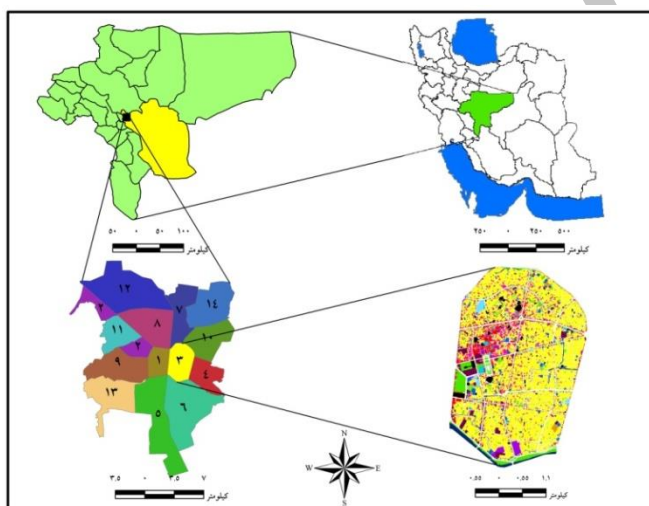 ۵۰ ۰ ۵۰ ۱۰۰
کیلومتر
۲۵۰ ۰ ۲۵۰ ۵۰۰
کیلومتر
۱۲
۱۴
۲
۷
۸
۱۱
۱۰
۲
۹
۱
۳
۴
۱۳
۵
۶
N
W E
S
۳.۵ ۰ ۳.۵ ۷
کیلومتر
۰.۵۵ ۰ ۰.۵۵ ۱.۱
کیلومتر